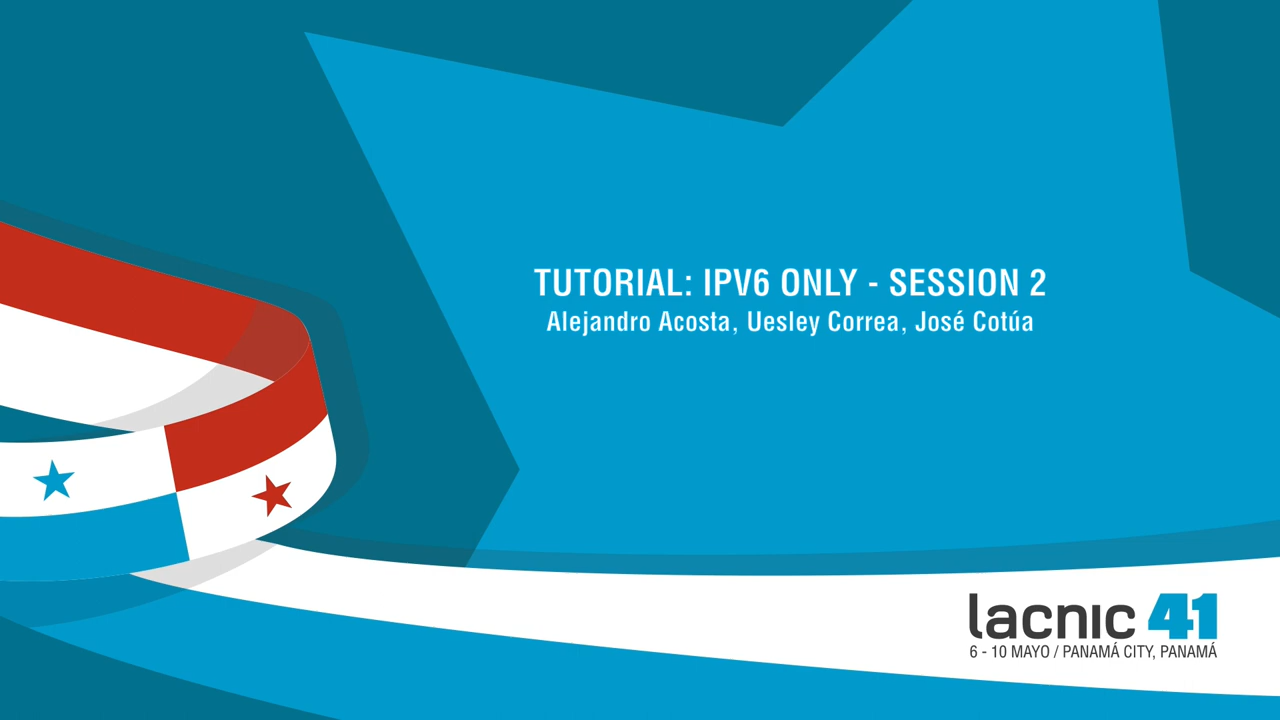 TUTORIAL: IPV6 ONLY - SESSION 2
Alejandro Acosta, Uesley Correa, José Cotúa
lacnic 41
6 - 10 MAYO / PANAMÁ CITY, PANAMÁ